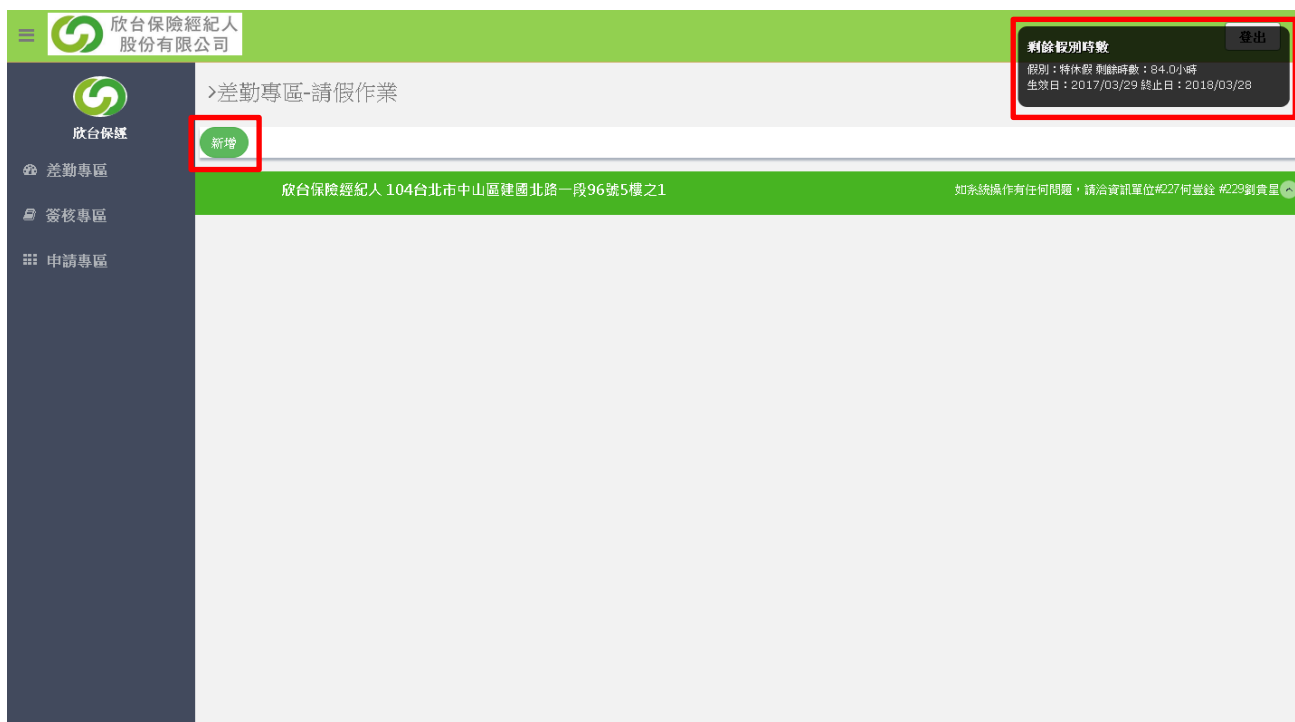 欣台保險經紀人
股份有限公司
登出
剩餘假別時數
假別：特休假 剩餘時數：84.0小時
生效日：2017/03/29 終止日：2018/03/28
欣台保經
>差勤專區-請假作業
新增
差勤專區
簽核專區
申請專區
欣台保險經紀人 104台北市中山區建國北路一段96號5樓之1
如系統操作有任何問題，請洽資訊單位#227何豈銓 #229劉貴星